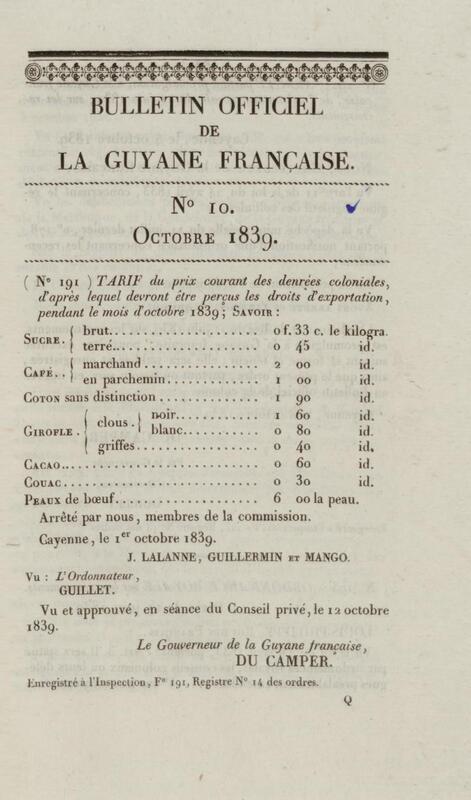 BULLETIN OFFICIEL
DE
LA GUYANE FRANÇAISE.
Nº 10.
OCTOBRE 1839.
( Nº 191 ) TARIF du prix courant des denrées coloniales,
d'après lequel devront être perçus les droits d'exportation,
pendant le mois d'octobre 1839; SAVOIR :
SUCRE. { brut.................. 0 f. 33 c. le kilogra.
terré.................. 0 45 id.
CAFÉ.. { marchand............... 2 00 id.
en parchemin............ 1 00 id.
COTON sans distinction............ 1 90 id.
GIROFLE. { clous. { noir......... 1 60 id.
blanc......... 0 80 id.
griffes............... 0 40 id.
CACAO.......................... 0 60 id.
COUAC.......................... 0 30 id.
PEAUX de bœuf.................. 6 00 la peau.
Arrêté par nous, membres de la commission.
Cayenne, le 1er octobre 1839.
J. LALANNE, GUILLERMIN ET MANGO.
Vu : L'Ordonnateur,
GUILLET.
Vu et approuvé, en séance du Conseil privé, le 12 octobre
1839.
Le Gouverneur de la Guyane française,
DU CAMPER.
Enregistré à l'Inspection, Fº 191, Registre Nº 14 des ordres.
Q